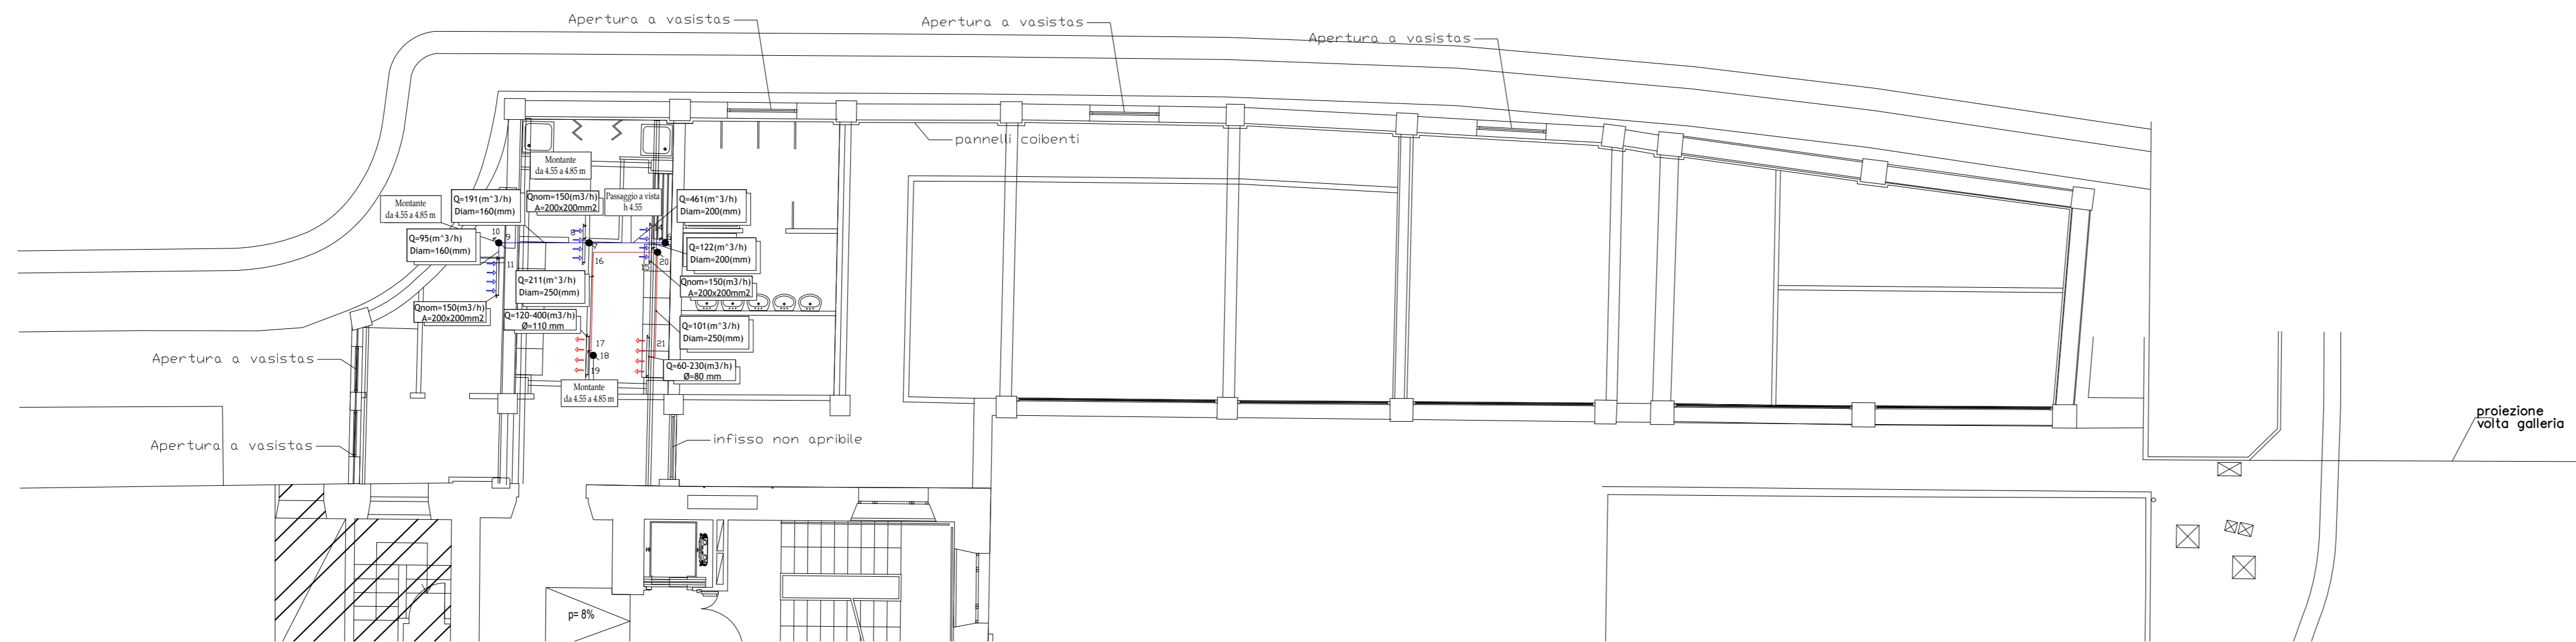 Apertura a vasistas
Apertura a vasistas
Apertura a vasistas
pannelli coibenti
Montante
da 4.55 a 4.85 m
Montante
da 4.55 a 4.85 m
Q=191(m^3/h)
Diam=160(mm)
Qnom=150(m3/h)
A=200x200mm2
Passaggio a vista
h 4.55
Q=461(m^3/h)
Diam=200(mm)
Q=95(m^3/h)
Diam=160(mm)
10
9
8
7
Q=122(m^3/h)
Diam=200(mm)
11
16
15
20
Q=211(m^3/h)
Diam=250(mm)
Qnom=150(m3/h)
A=200x200mm2
Qnom=150(m3/h)
A=200x200mm2
Q=120-400(m3/h)
Ø=110 mm
Q=101(m^3/h)
Diam=250(mm)
17
18
21
19
Q=60-230(m3/h)
Ø=80 mm
Montante
da 4.55 a 4.85 m
Apertura a vasistas
Apertura a vasistas
infisso non apribile
proiezione
volta galleria
p= 8%